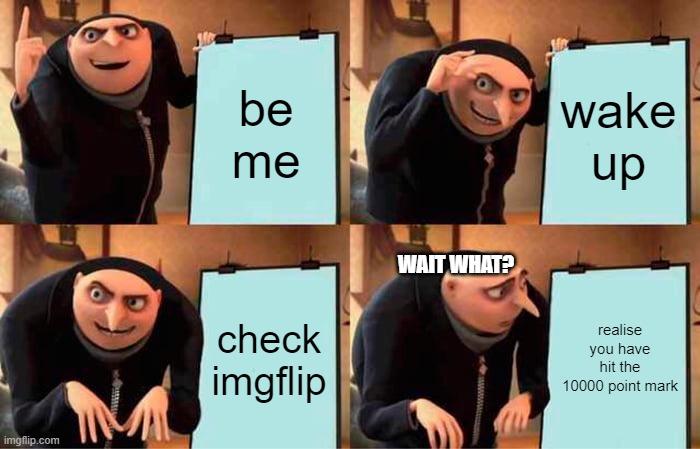 be
me
wake
up
check
imgflip
WAIT WHAT?
realise
you have
hit the
10000 point mark
imgflip.com